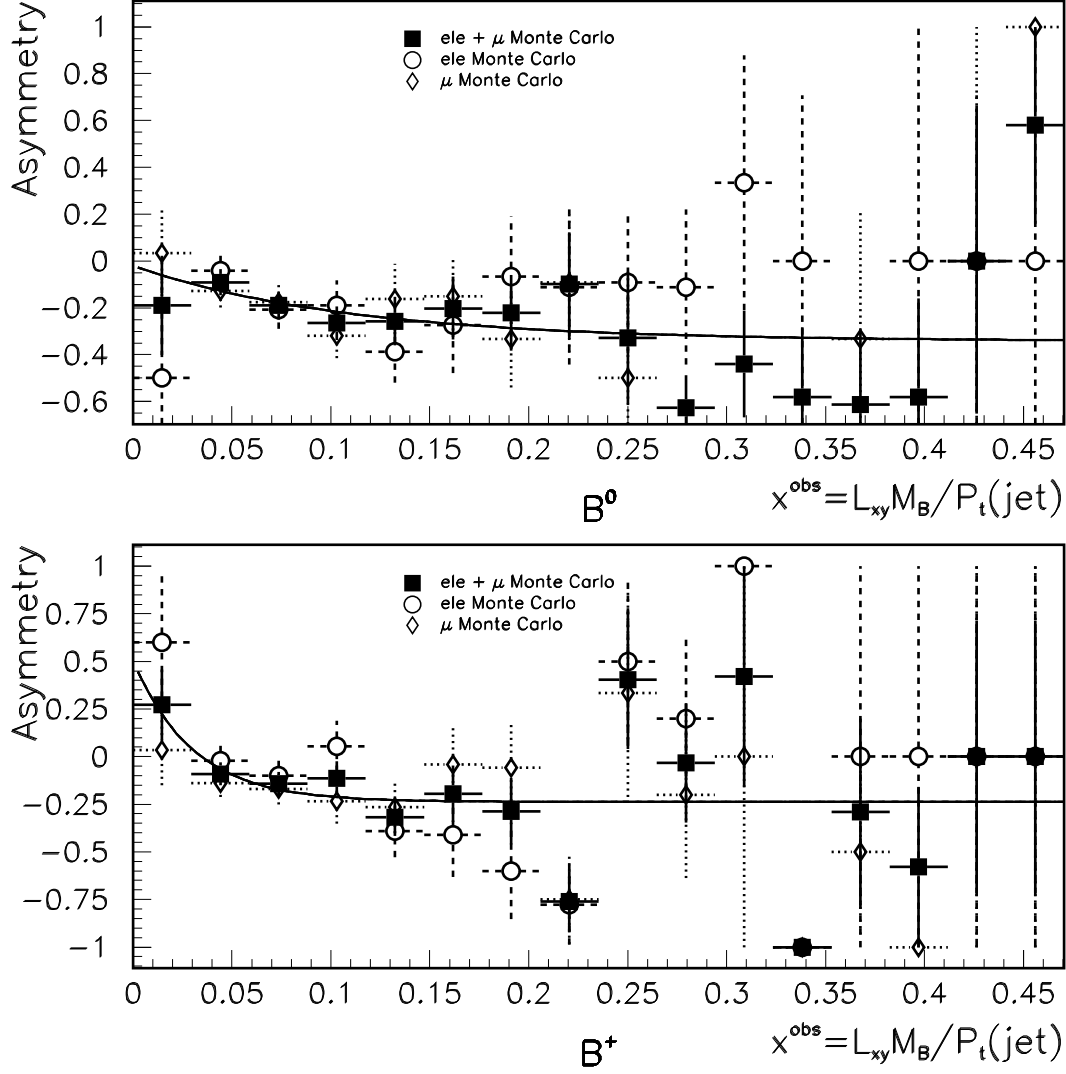 Asymmetry
1
0.8
0.6
0.4
0.2
0
−0.2
−0.4
−0.6
■ ele + μ Monte Carlo
○ ele Monte Carlo
◇ μ Monte Carlo
0 0.05 0.1 0.15 0.2 0.25 0.3 0.35 0.4 0.45
B⁰ x^obs=L_xy M_B/P_t(jet)
Asymmetry
1
0.75
0.5
0.25
0
−0.25
−0.5
−0.75
−1
■ ele + μ Monte Carlo
○ ele Monte Carlo
◇ μ Monte Carlo
0 0.05 0.1 0.15 0.2 0.25 0.3 0.35 0.4 0.45
B⁺ x^obs=L_xy M_B/P_t(jet)